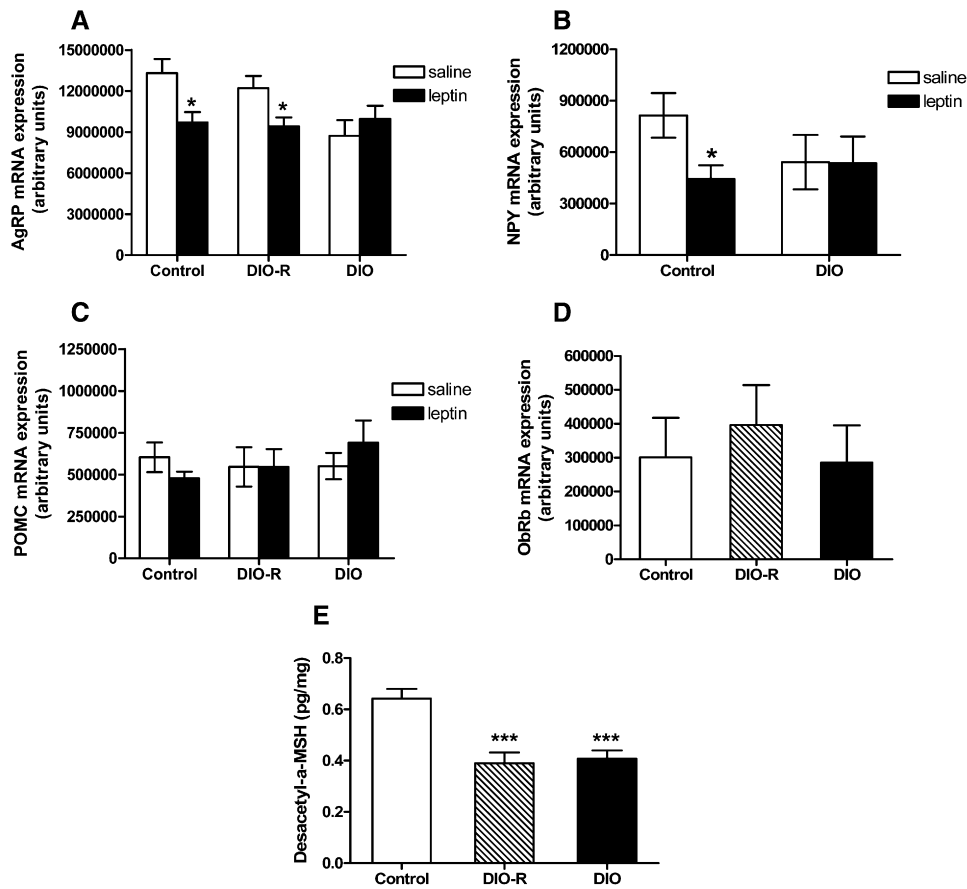 A
AgRP mRNA expression
(arbitrary units)
15000000
12000000
9000000
6000000
3000000
0
*
*
saline
leptin
Control
DIO-R
DIO
B
NPY mRNA expression
(arbitrary units)
1200000
900000
600000
300000
0
*
saline
leptin
Control
DIO
C
POMC mRNA expression
(arbitrary units)
1250000
1000000
750000
500000
250000
0
saline
leptin
Control
DIO-R
DIO
D
ObRb mRNA expression
(arbitrary units)
600000
500000
400000
300000
200000
100000
0
Control
DIO-R
DIO
E
Desacetyl-a-MSH (pg/mg)
0.8
0.6
0.4
0.2
0.0
***
***
Control
DIO-R
DIO